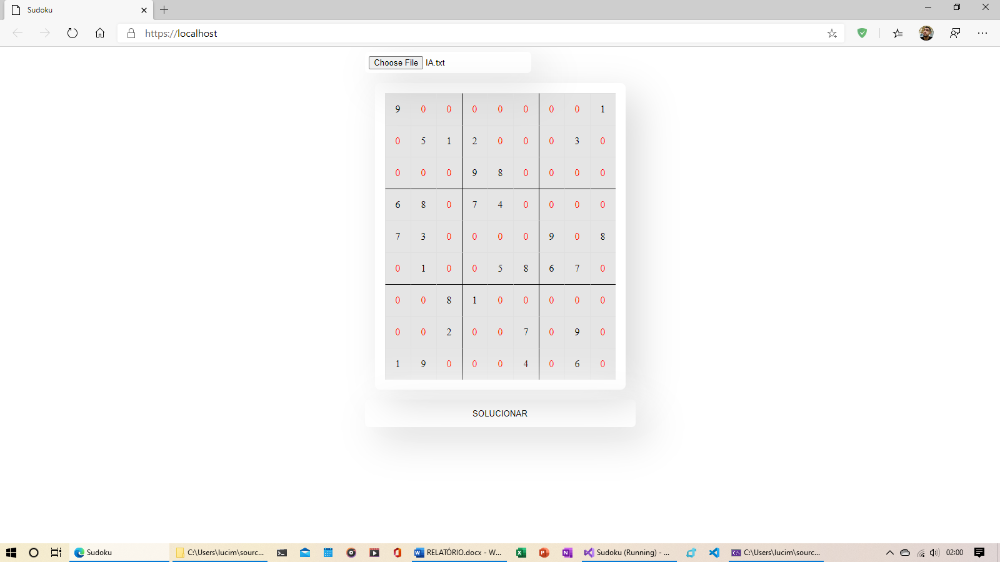 Sudoku
https://localhost
Choose File IA.txt
9 0 0 0 0 0 0 0 1
0 5 1 2 0 0 0 3 0
0 0 0 9 8 0 0 0 0
6 8 0 7 4 0 0 0 0
7 3 0 0 0 0 9 0 8
0 1 0 0 5 8 6 7 0
0 0 8 1 0 0 0 0 0
0 0 2 0 0 7 0 9 0
1 9 0 0 0 4 0 6 0
SOLUCIONAR
Sudoku C:\Users\lucim\sourc... RELATÓRIO.docx - W... Sudoku (Running) - ... C:\Users\lucim\sourc... 02:00